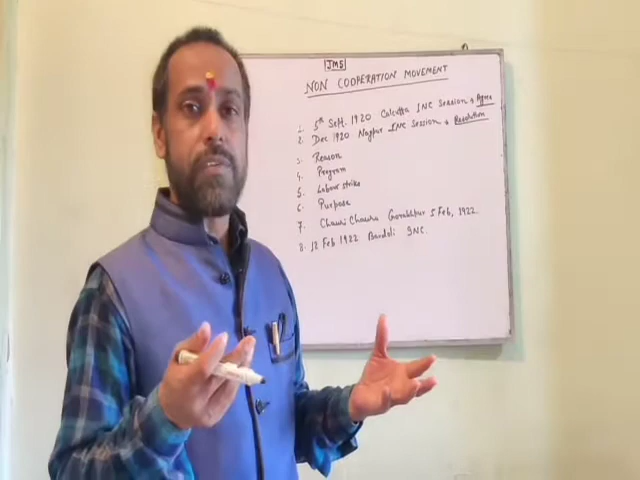 JMS
NON COOPERATION MOVEMENT
1. 5th Sept. 1920 Calcutta INC Session → Agree
2. Dec 1920 Nagpur INC Session → Resolution
3. Reason
4. Program
5. Labour strike
6. Purpose
7. Chauri Chaura Gorakhpur 5 Feb, 1922.
8. 12 Feb 1922 Bardoli INC.